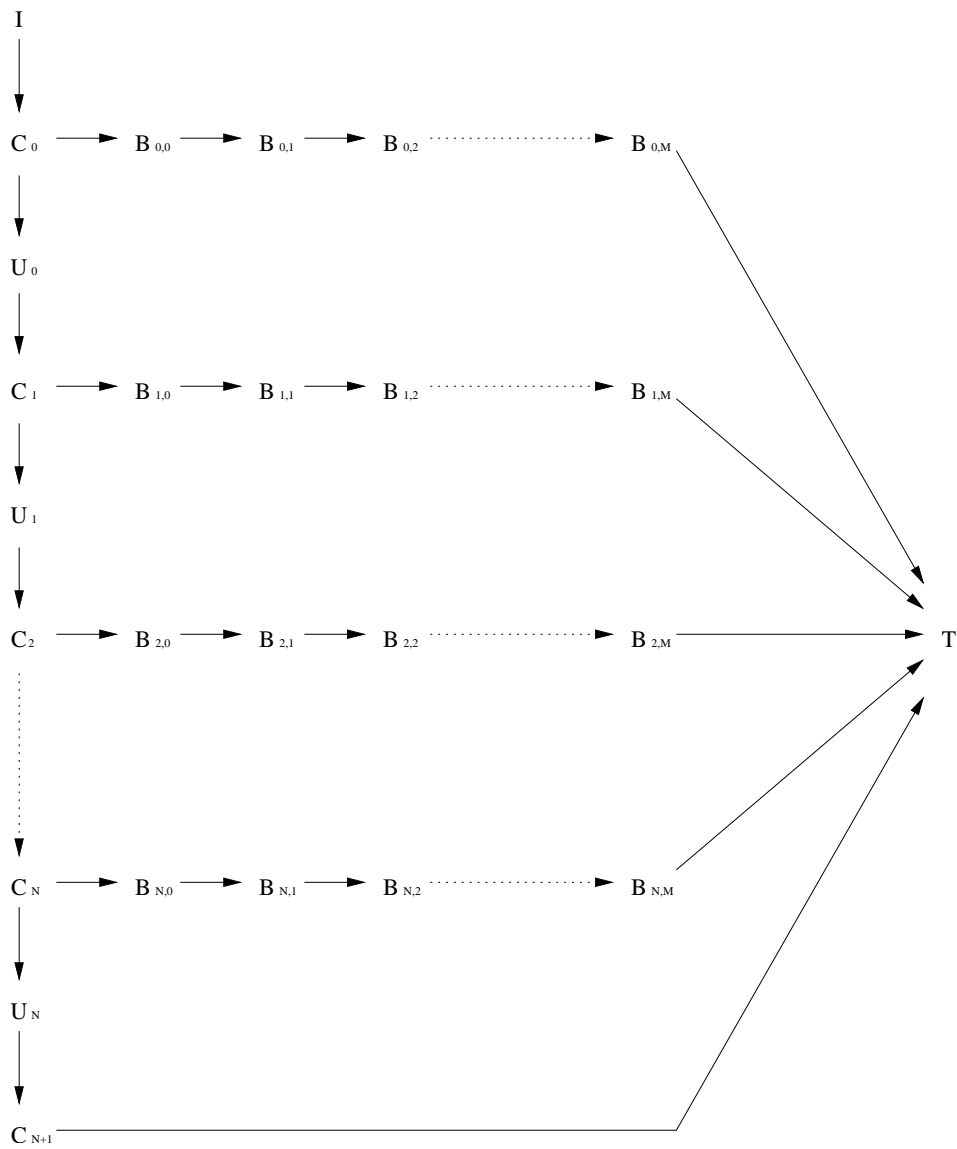 I
C 0 B 0,0 B 0,1 B 0,2 B 0,M
U 0
C 1 B 1,0 B 1,1 B 1,2 B 1,M
U 1
C 2 B 2,0 B 2,1 B 2,2 B 2,M T
C N B N,0 B N,1 B N,2 B N,M
U N
C N+1